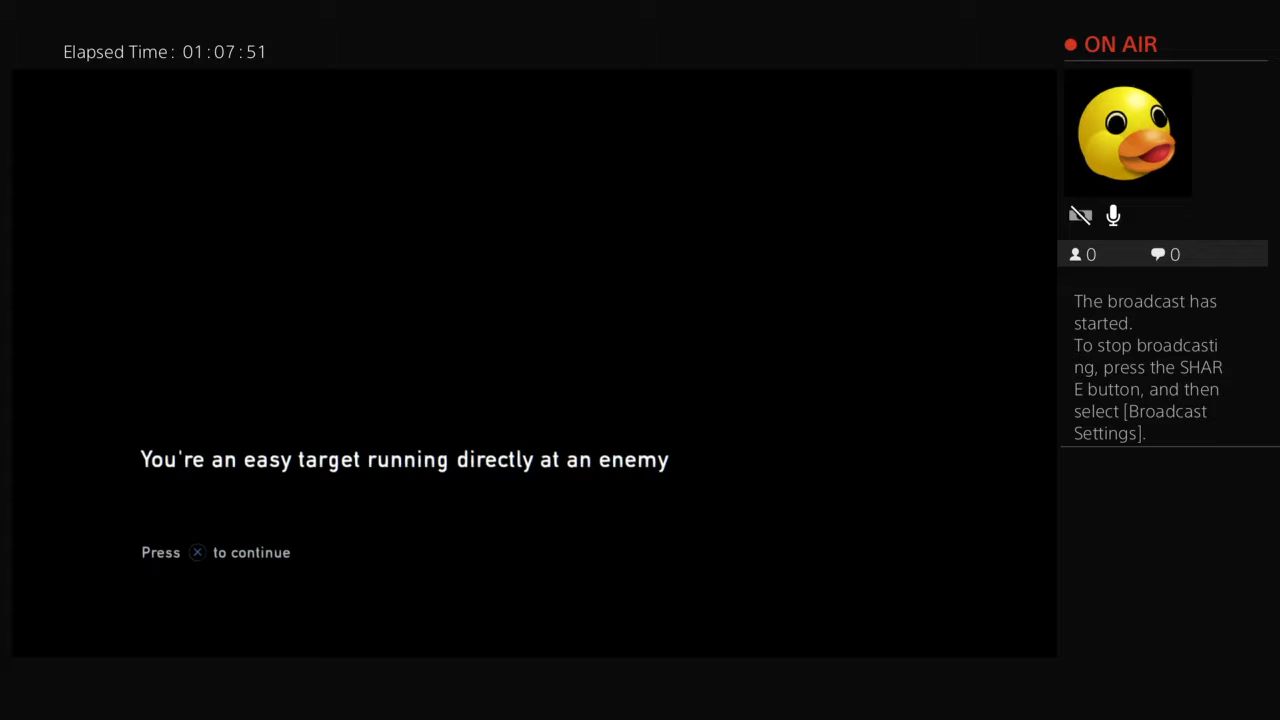 Elapsed Time: 01:07:51
ON AIR
0 0
The broadcast has
started.
To stop broadcasti
ng, press the SHAR
E button, and then
select [Broadcast
Settings].
You're an easy target running directly at an enemy
Press ⓧ to continue